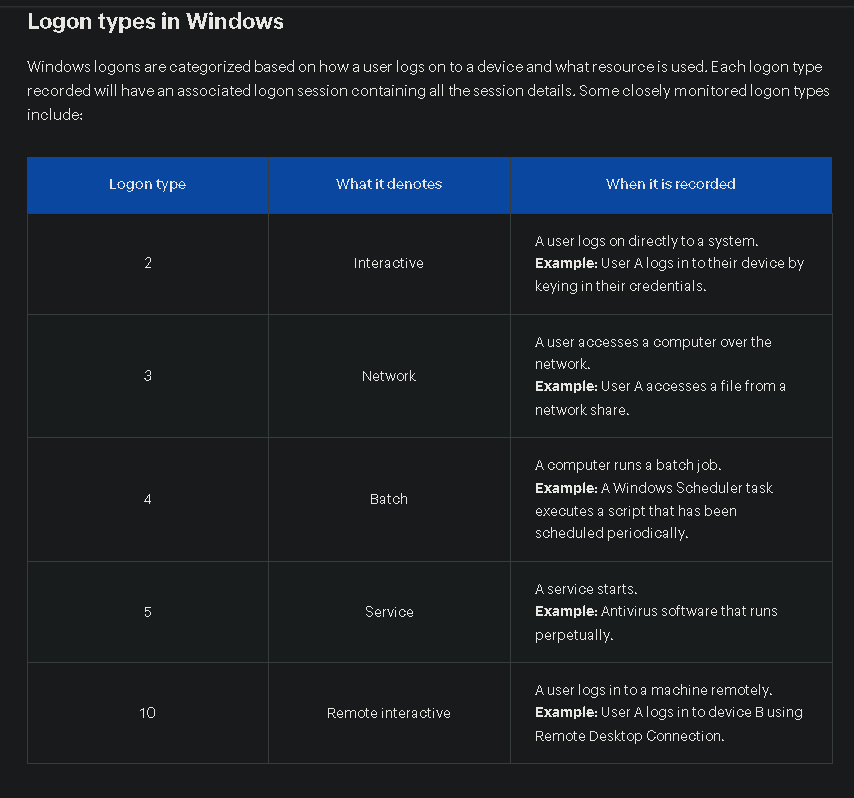 Logon types in Windows
Windows logons are categorized based on how a user logs on to a device and what resource is used. Each logon type
recorded will have an associated logon session containing all the session details. Some closely monitored logon types
include:
Logon type
What it denotes
When it is recorded
2
Interactive
A user logs on directly to a system.
Example: User A logs in to their device by
keying in their credentials.
3
Network
A user accesses a computer over the
network.
Example: User A accesses a file from a
network share.
4
Batch
A computer runs a batch job.
Example: A Windows Scheduler task
executes a script that has been
scheduled periodically.
5
Service
A service starts.
Example: Antivirus software that runs
perpetually.
10
Remote interactive
A user logs in to a machine remotely.
Example: User A logs in to device B using
Remote Desktop Connection.